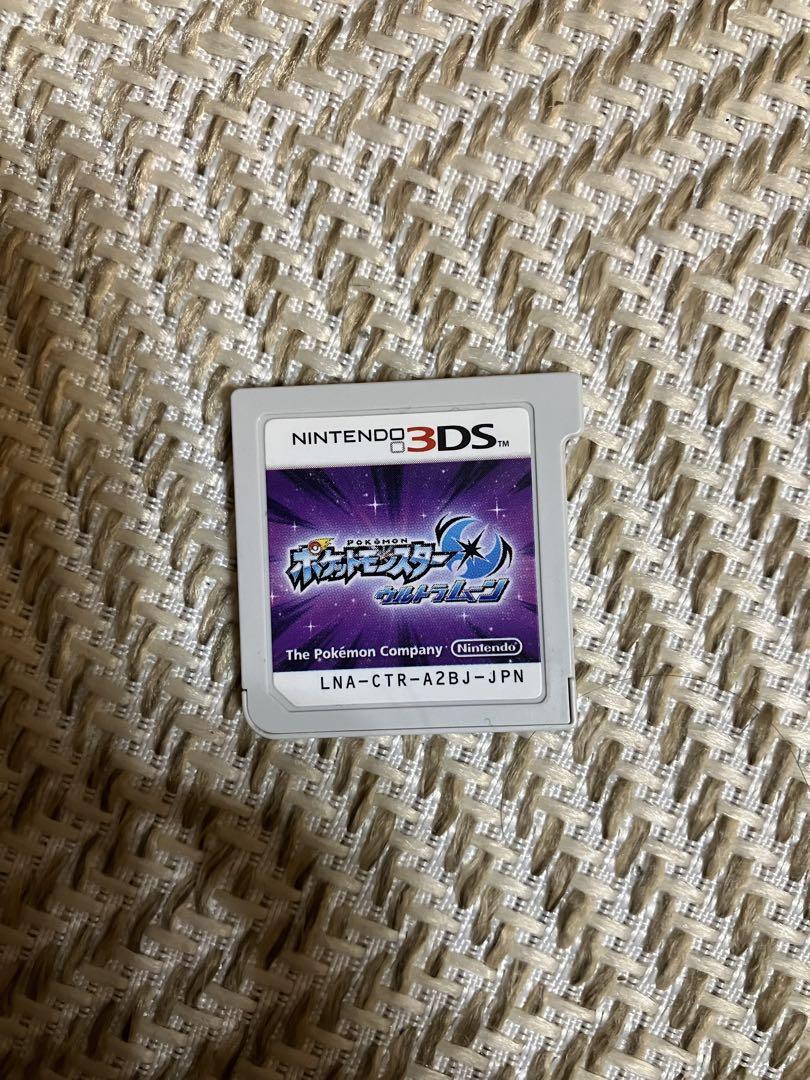 NINTENDO 3DS™
POKÉMON
ポケットモンスター
ウルトラムーン
The Pokémon Company Nintendo
LNA-CTR-A2BJ-JPN